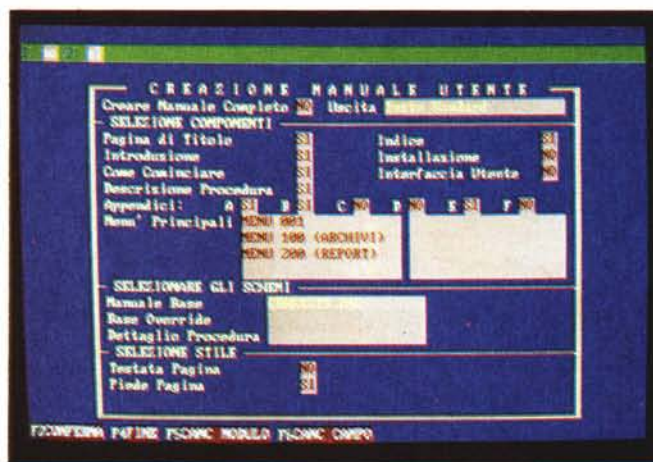 CREAZIONE MANUALE UTENTE
Creare Manuale Completo NO Uscita
SELEZIONE COMPONENTI
Pagina di Titolo SI Indice SI
Introduzione SI Installazione NO
Come Cominciare SI Interfaccia Utente NO
Descrizione Procedura SI
Appendici: A SI B SI C NO D NO E SI F NO
Menu' Principali MENU 001
MENU 100 (ARCHIVI)
MENU 200 (REPORT)
SELEZIONARE GLI SCHEMI
Manuale Base
Base Override
Dettaglio Procedura
SELEZIONE STILE
Testata Pagina NO
Piede Pagina SI
F2CONFERMA F4FINE F5CANC MODULO F6CANC CAMPO